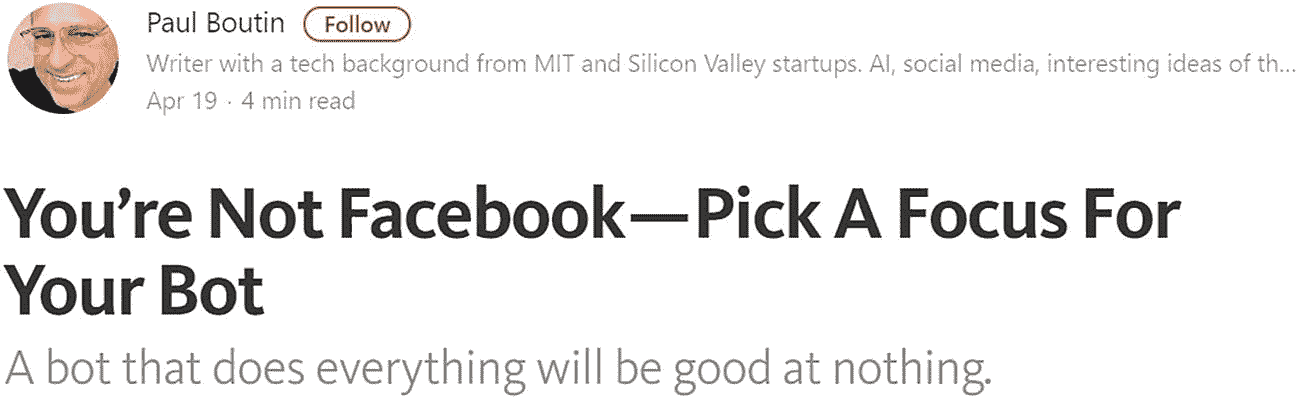 Paul Boutin Follow
Writer with a tech background from MIT and Silicon Valley startups. AI, social media, interesting ideas of th...
Apr 19 · 4 min read
You’re Not Facebook—Pick A Focus For
Your Bot
A bot that does everything will be good at nothing.